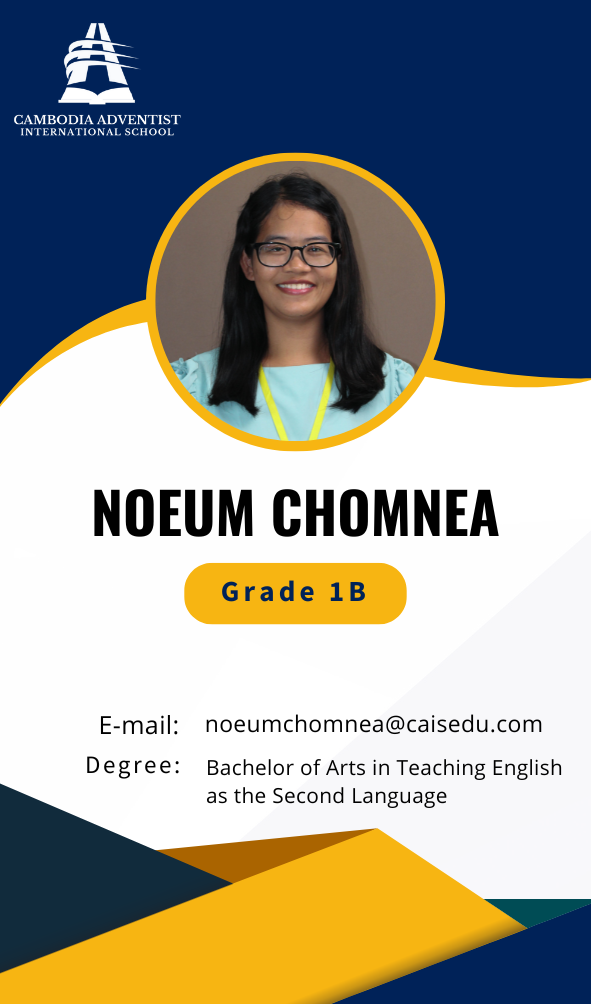 CAMBODIA ADVENTIST
INTERNATIONAL SCHOOL
NOEUM CHOMNEA
Grade 1B
E-mail: noeumchomnea@caisedu.com
Degree: Bachelor of Arts in Teaching English
as the Second Language